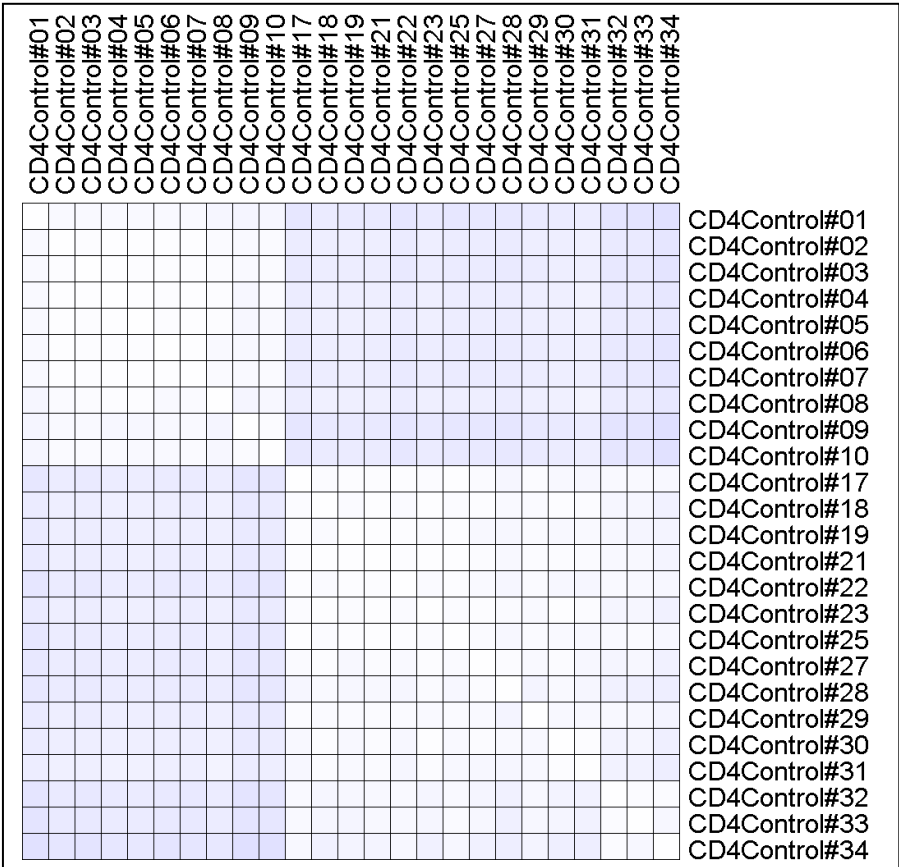 CD4Control#01
CD4Control#02
CD4Control#03
CD4Control#04
CD4Control#05
CD4Control#06
CD4Control#07
CD4Control#08
CD4Control#09
CD4Control#10
CD4Control#17
CD4Control#18
CD4Control#19
CD4Control#21
CD4Control#22
CD4Control#23
CD4Control#25
CD4Control#27
CD4Control#28
CD4Control#29
CD4Control#30
CD4Control#31
CD4Control#32
CD4Control#33
CD4Control#34
CD4Control#01
CD4Control#02
CD4Control#03
CD4Control#04
CD4Control#05
CD4Control#06
CD4Control#07
CD4Control#08
CD4Control#09
CD4Control#10
CD4Control#17
CD4Control#18
CD4Control#19
CD4Control#21
CD4Control#22
CD4Control#23
CD4Control#25
CD4Control#27
CD4Control#28
CD4Control#29
CD4Control#30
CD4Control#31
CD4Control#32
CD4Control#33
CD4Control#34